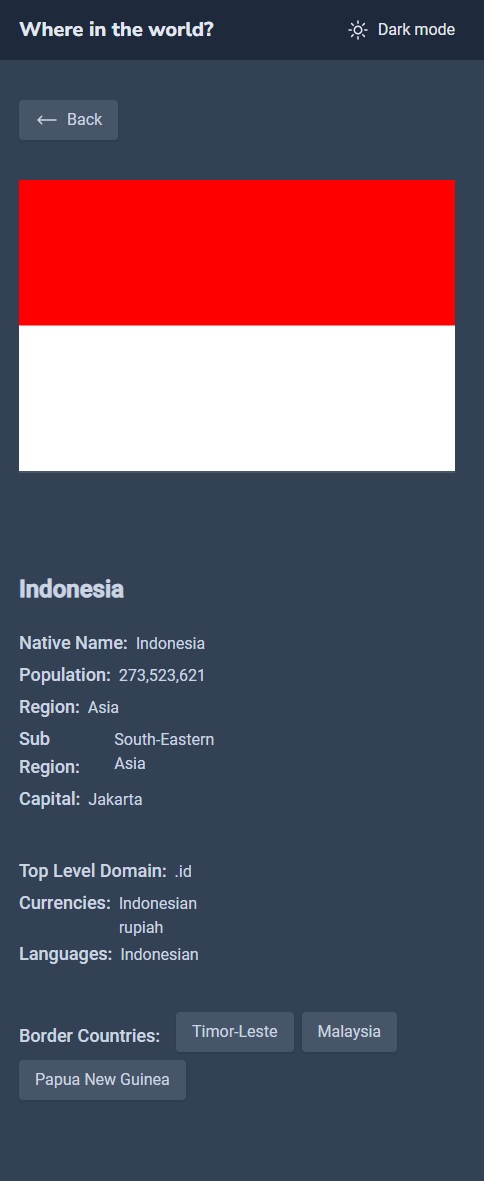 Where in the world?
Dark mode
Back
Indonesia
Native Name: Indonesia
Population: 273,523,621
Region: Asia
Sub Region: South-Eastern Asia
Capital: Jakarta
Top Level Domain: .id
Currencies: Indonesian rupiah
Languages: Indonesian
Border Countries: Timor-Leste Malaysia
Papua New Guinea